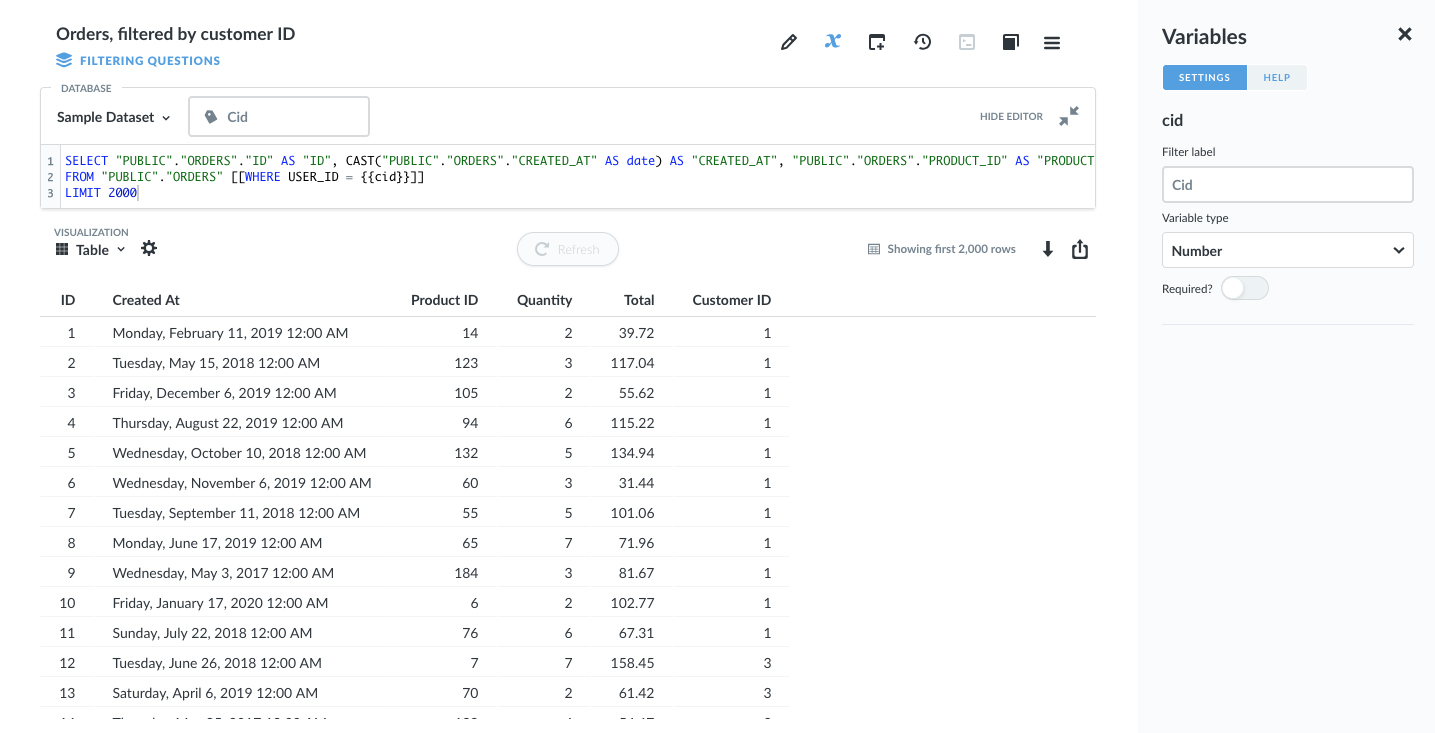 Orders, filtered by customer ID
FILTERING QUESTIONS
DATABASE
Sample Dataset
Cid
HIDE EDITOR
1 SELECT "PUBLIC"."ORDERS"."ID" AS "ID", CAST("PUBLIC"."ORDERS"."CREATED_AT" AS date) AS "CREATED_AT", "PUBLIC"."ORDERS"."PRODUCT_ID" AS "PRODUCT
2 FROM "PUBLIC"."ORDERS" [[WHERE USER_ID = {{cid}}]]
3 LIMIT 2000
VISUALIZATION
Table
Refresh
Showing first 2,000 rows
ID Created At Product ID Quantity Total Customer ID
1 Monday, February 11, 2019 12:00 AM 14 2 39.72 1
2 Tuesday, May 15, 2018 12:00 AM 123 3 117.04 1
3 Friday, December 6, 2019 12:00 AM 105 2 55.62 1
4 Thursday, August 22, 2019 12:00 AM 94 6 115.22 1
5 Wednesday, October 10, 2018 12:00 AM 132 5 134.94 1
6 Wednesday, November 6, 2019 12:00 AM 60 3 31.44 1
7 Tuesday, September 11, 2018 12:00 AM 55 5 101.06 1
8 Monday, June 17, 2019 12:00 AM 65 7 71.96 1
9 Wednesday, May 3, 2017 12:00 AM 184 3 81.67 1
10 Friday, January 17, 2020 12:00 AM 6 2 102.77 1
11 Sunday, July 22, 2018 12:00 AM 76 6 67.31 1
12 Tuesday, June 26, 2018 12:00 AM 7 7 158.45 3
13 Saturday, April 6, 2019 12:00 AM 70 2 61.42 3
Variables
SETTINGS
HELP
cid
Filter label
Cid
Variable type
Number
Required?